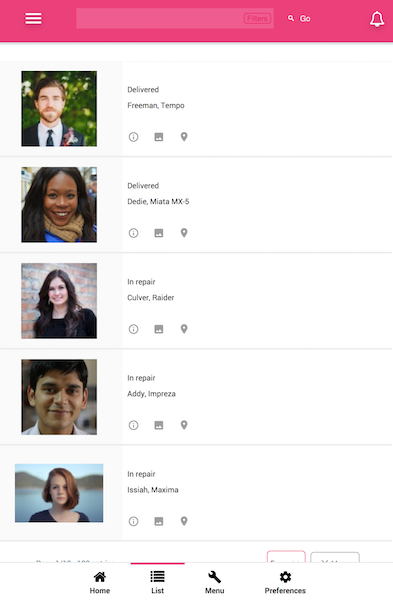 Filters
Go
Delivered
Freeman, Tempo
Delivered
Dedie, Miata MX-5
In repair
Culver, Raider
In repair
Addy, Impreza
In repair
Issiah, Maxima
Home
List
Menu
Preferences